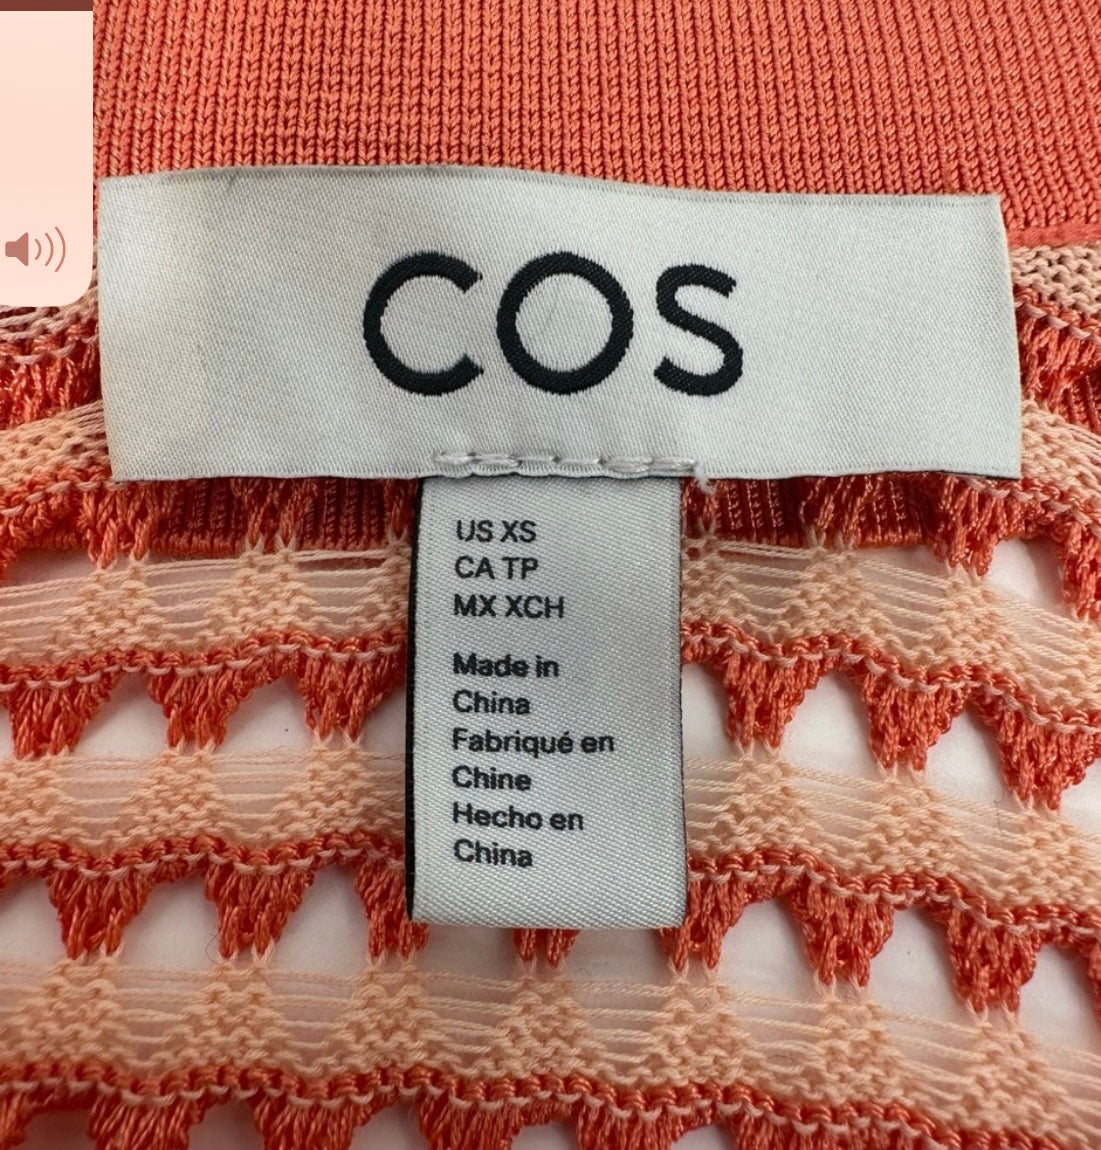 COS
US XS
CA TP
MX XCH
Made in
China
Fabriqué en
Chine
Hecho en
China